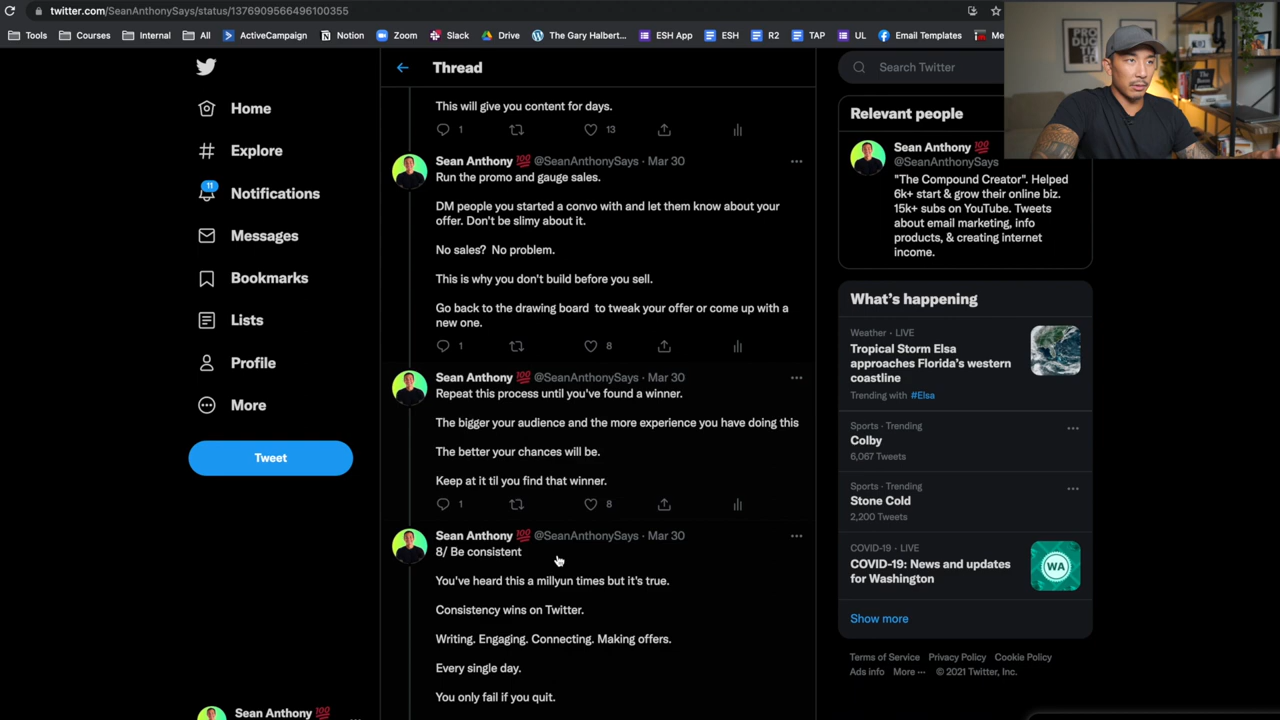 twitter.com/SeanAnthonySays/status/1376909566496100355
Tools
Courses
Internal
All
ActiveCampaign
Notion
Zoom
Slack
Drive
The Gary Halbert...
ESH App
ESH
R2
TAP
UL
Email Templates
Me
Home
Explore
11
Notifications
Messages
Bookmarks
Lists
Profile
More
Tweet
Sean Anthony 💯
Thread
This will give you content for days.
1 13
Sean Anthony 💯 @SeanAnthonySays · Mar 30
Run the promo and gauge sales.
DM people you started a convo with and let them know about your
offer. Don't be slimy about it.
No sales? No problem.
This is why you don't build before you sell.
Go back to the drawing board to tweak your offer or come up with a
new one.
1 8
Sean Anthony 💯 @SeanAnthonySays · Mar 30
Repeat this process until you've found a winner.
The bigger your audience and the more experience you have doing this
The better your chances will be.
Keep at it til you find that winner.
1 8
Sean Anthony 💯 @SeanAnthonySays · Mar 30
8/ Be consistent
You've heard this a millyun times but it's true.
Consistency wins on Twitter.
Writing. Engaging. Connecting. Making offers.
Every single day.
You only fail if you quit.
Search Twitter
Relevant people
Sean Anthony 💯
@SeanAnthonySays
"The Compound Creator". Helped
6k+ start & grow their online biz.
15k+ subs on YouTube. Tweets
about email marketing, info
products, & creating internet
income.
What's happening
Weather · LIVE
Tropical Storm Elsa
approaches Florida's western
coastline
Trending with #Elsa
Sports · Trending
Colby
6,067 Tweets
Sports · Trending
Stone Cold
2,200 Tweets
COVID-19 · LIVE
COVID-19: News and updates
for Washington
WA
Show more
Terms of Service Privacy Policy Cookie Policy
Ads info More ··· © 2021 Twitter, Inc.
PROD
UCTI